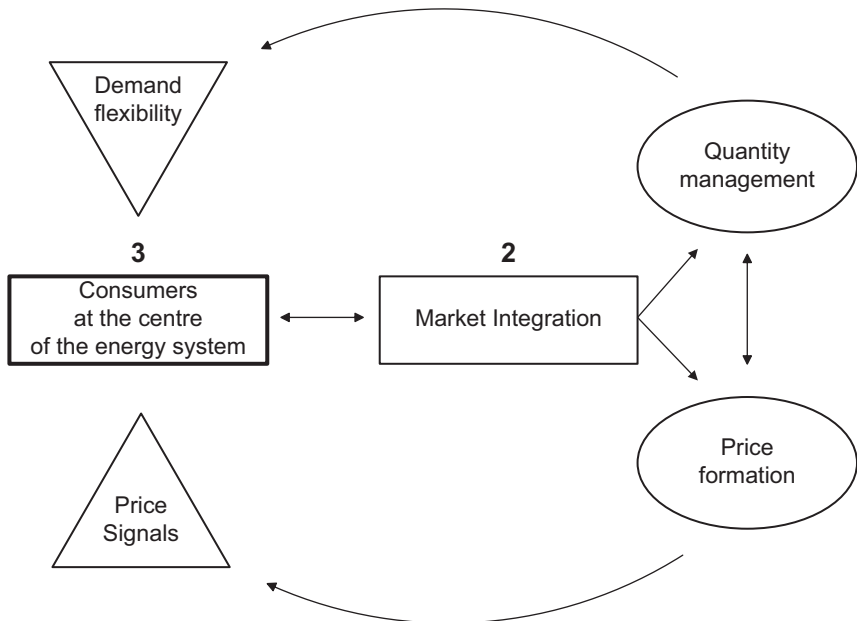 Demand
flexibility
Quantity
management
3
2
Consumers
at the centre
of the energy system
Market Integration
Price
formation
Price
Signals